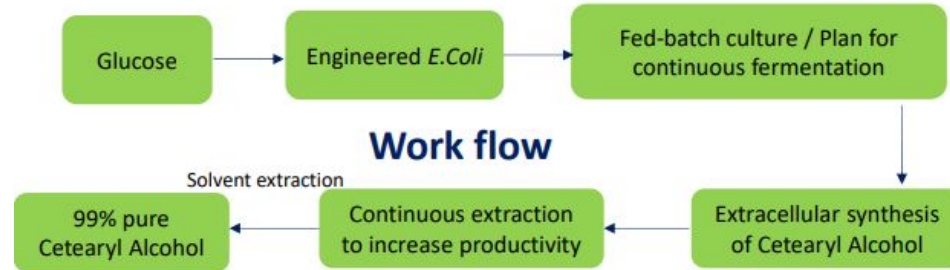 Glucose
Engineered E.Coli
Fed-batch culture / Plan for
continuous fermentation
Work flow
Solvent extraction
99% pure
Cetearyl Alcohol
Continuous extraction
to increase productivity
Extracellular synthesis
of Cetearyl Alcohol